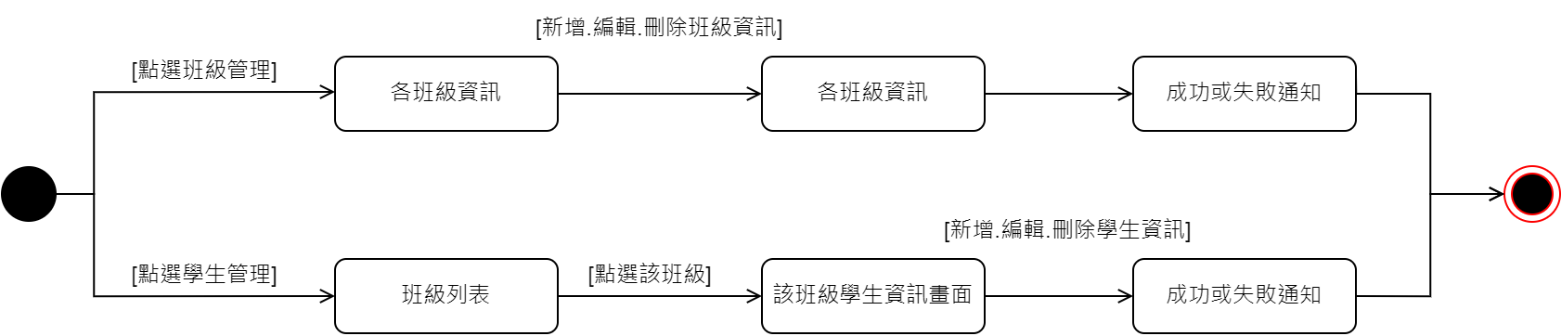 [新增.編輯.刪除班級資訊]
[點選班級管理]
各班級資訊
各班級資訊
成功或失敗通知
[新增.編輯.刪除學生資訊]
[點選學生管理]
[點選該班級]
班級列表
該班級學生資訊畫面
成功或失敗通知